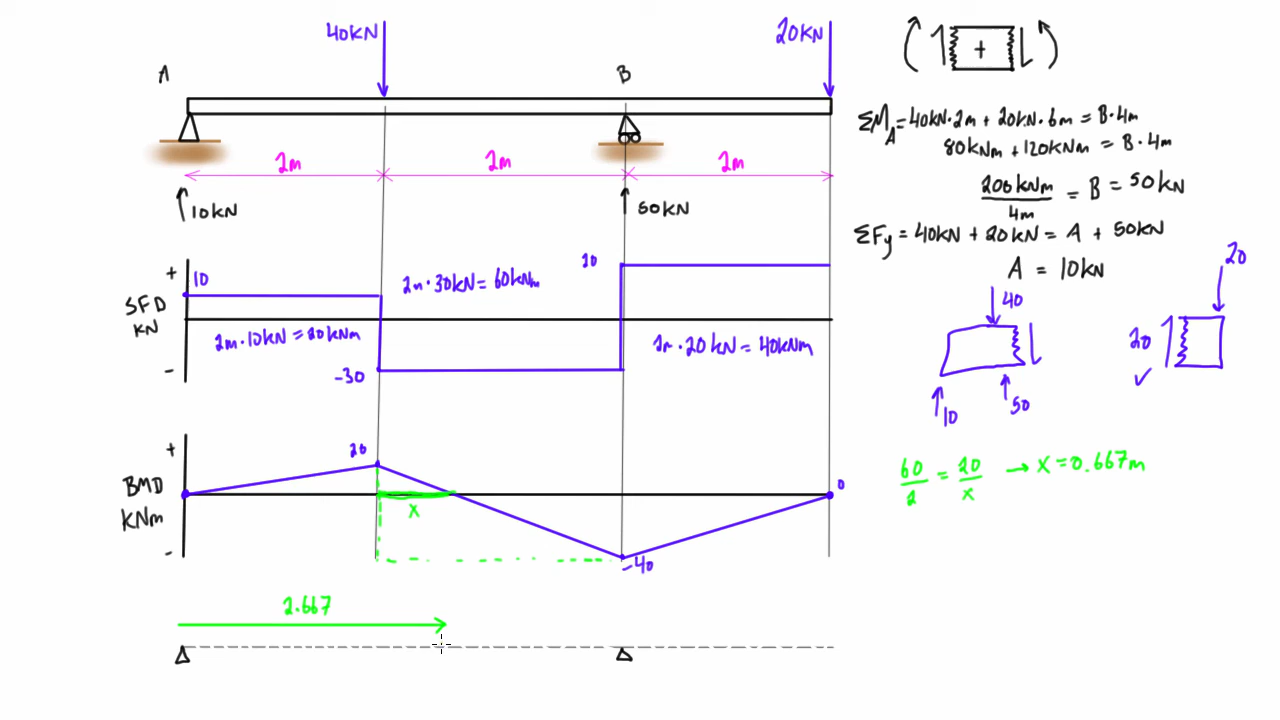 40KN
20KN
A
B
2m
2m
2m
10KN
50KN
+
10
20
SFD
KN
2m·30KN = 60KNm
2m·10KN = 20KNm
2m·20KN = 40KNm
-
-30
+
20
BMD
KNm
0
x
-
-40
2.667
+
ΣM_A = 40KN·2m + 20KN·6m = B·4m
80KNm + 120KNm = B·4m
200KNm
4m
= B = 50KN
ΣFy = 40KN + 20KN = A + 50KN
A = 10KN
40
20
20
✓
10
50
60/2 = 20/x → x = 0.667m